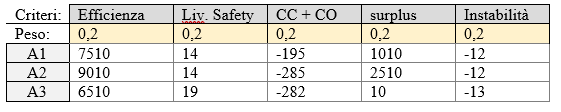 Criteri: Efficienza Liv. Safety CC + CO surplus Instabilità
Peso: 0,2 0,2 0,2 0,2 0,2
A1 7510 14 -195 1010 -12
A2 9010 14 -285 2510 -12
A3 6510 19 -282 10 -13